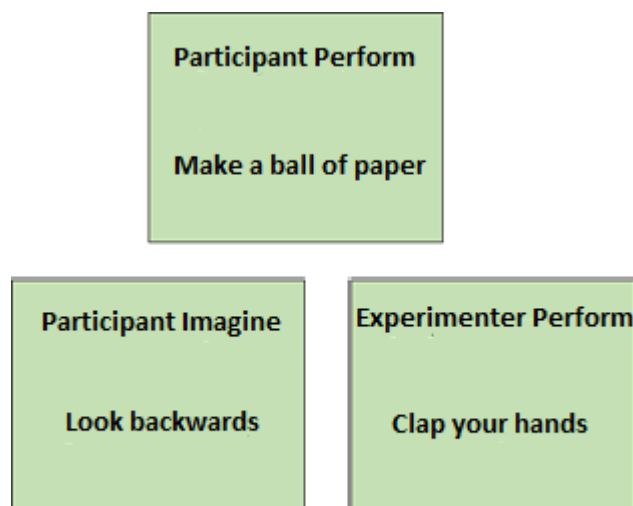 Participant Perform
Make a ball of paper
Participant Imagine
Look backwards
Experimenter Perform
Clap your hands